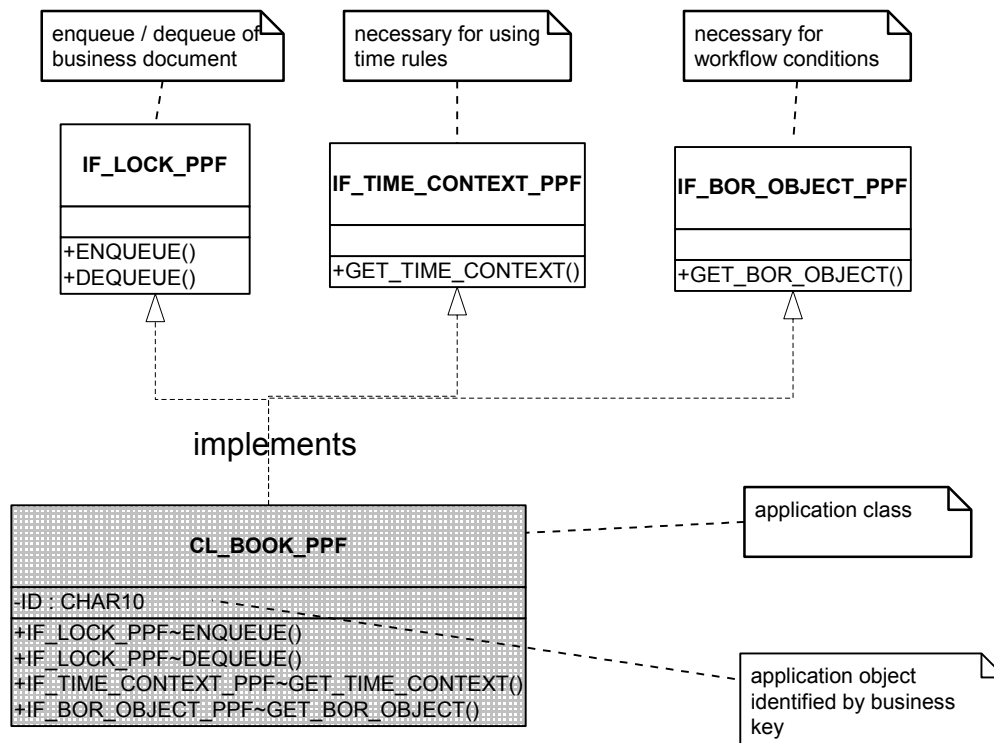 enqueue / dequeue of
business document
necessary for using
time rules
necessary for
workflow conditions
IF_LOCK_PPF
+ENQUEUE()
+DEQUEUE()
IF_TIME_CONTEXT_PPF
+GET_TIME_CONTEXT()
IF_BOR_OBJECT_PPF
+GET_BOR_OBJECT()
implements
CL_BOOK_PPF
-ID : CHAR10
+IF_LOCK_PPF~ENQUEUE()
+IF_LOCK_PPF~DEQUEUE()
+IF_TIME_CONTEXT_PPF~GET_TIME_CONTEXT()
+IF_BOR_OBJECT_PPF~GET_BOR_OBJECT()
application class
application object
identified by business
key